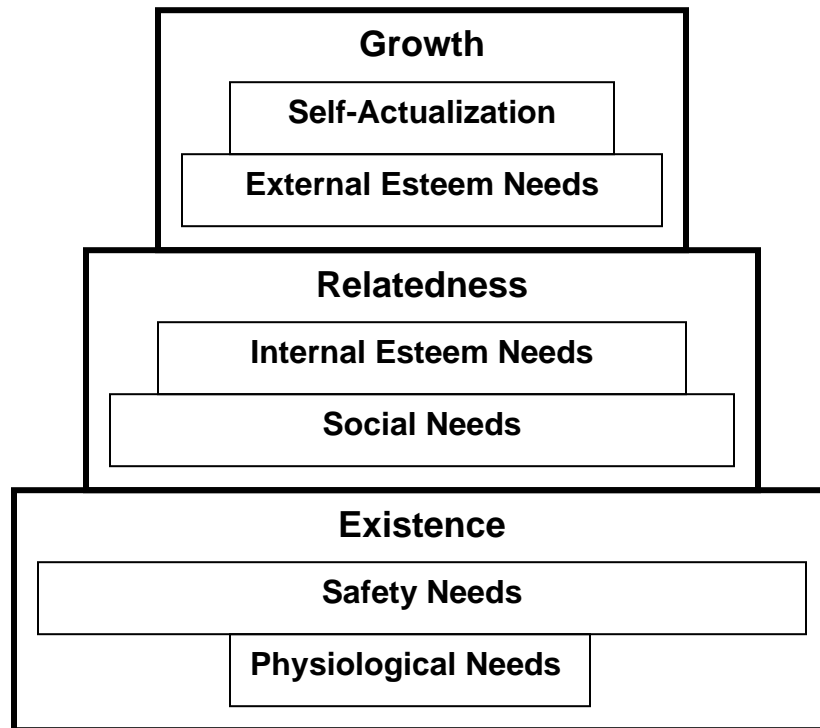 Growth
Self-Actualization
External Esteem Needs
Relatedness
Internal Esteem Needs
Social Needs
Existence
Safety Needs
Physiological Needs